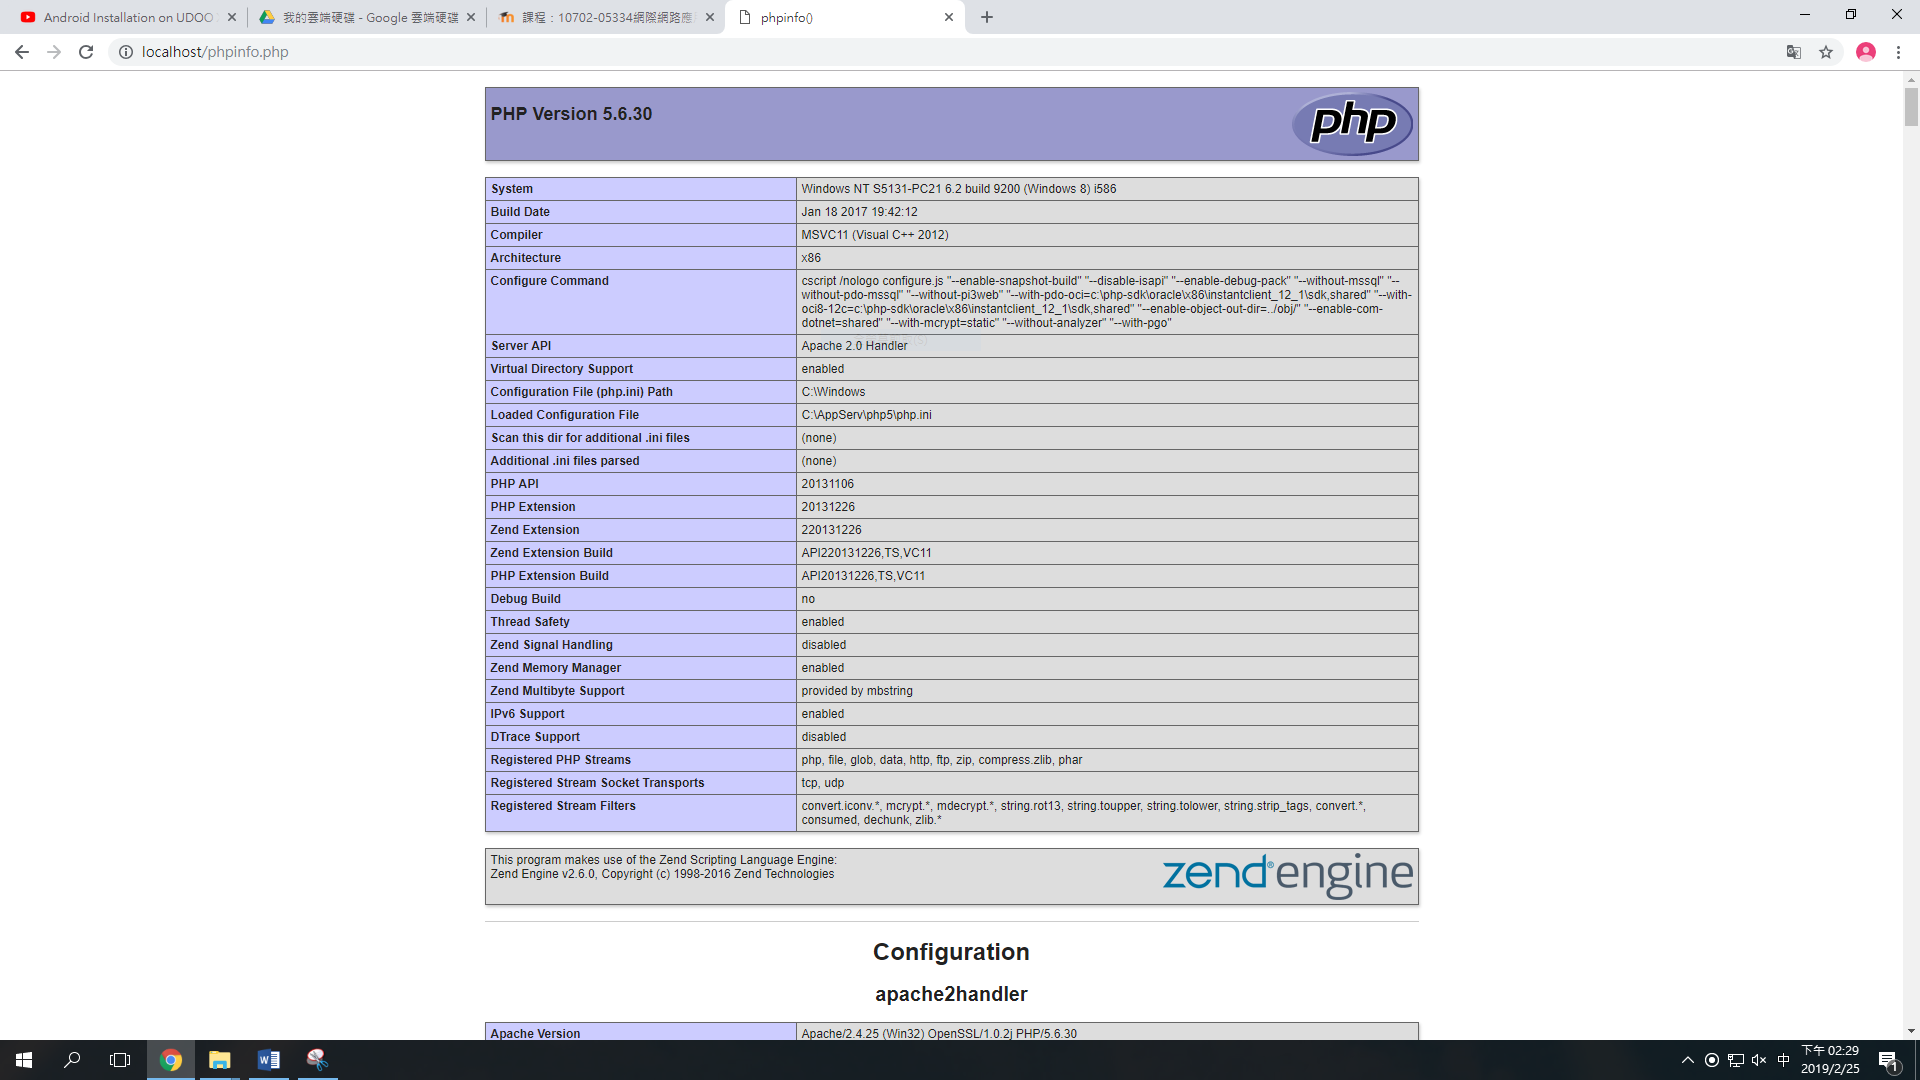 Android Installation on UDOO
我的雲端硬碟 - Google 雲端硬碟
課程：10702-05334網際網路應
phpinfo()
localhost/phpinfo.php
PHP Version 5.6.30
php
System Windows NT S5131-PC21 6.2 build 9200 (Windows 8) i586
Build Date Jan 18 2017 19:42:12
Compiler MSVC11 (Visual C++ 2012)
Architecture x86
Configure Command cscript /nologo configure.js "--enable-snapshot-build" "--disable-isapi" "--enable-debug-pack" "--without-mssql" "--
without-pdo-mssql" "--without-pi3web" "--with-pdo-oci=c:\php-sdk\oracle\x86\instantclient_12_1\sdk,shared" "--with-
oci8-12c=c:\php-sdk\oracle\x86\instantclient_12_1\sdk,shared" "--enable-object-out-dir=../obj/" "--enable-com-
dotnet=shared" "--with-mcrypt=static" "--without-analyzer" "--with-pgo"
Server API Apache 2.0 Handler
Virtual Directory Support enabled
Configuration File (php.ini) Path C:\Windows
Loaded Configuration File C:\AppServ\php5\php.ini
Scan this dir for additional .ini files (none)
Additional .ini files parsed (none)
PHP API 20131106
PHP Extension 20131226
Zend Extension 220131226
Zend Extension Build API220131226,TS,VC11
PHP Extension Build API20131226,TS,VC11
Debug Build no
Thread Safety enabled
Zend Signal Handling disabled
Zend Memory Manager enabled
Zend Multibyte Support provided by mbstring
IPv6 Support enabled
DTrace Support disabled
Registered PHP Streams php, file, glob, data, http, ftp, zip, compress.zlib, phar
Registered Stream Socket Transports tcp, udp
Registered Stream Filters convert.iconv.*, mcrypt.*, mdecrypt.*, string.rot13, string.toupper, string.tolower, string.strip_tags, convert.*,
consumed, dechunk, zlib.*
This program makes use of the Zend Scripting Language Engine:
Zend Engine v2.6.0, Copyright (c) 1998-2016 Zend Technologies
zend® engine
Configuration
apache2handler
Apache Version Apache/2.4.25 (Win32) OpenSSL/1.0.2j PHP/5.6.30
中
下午 02:29
2019/2/25
1